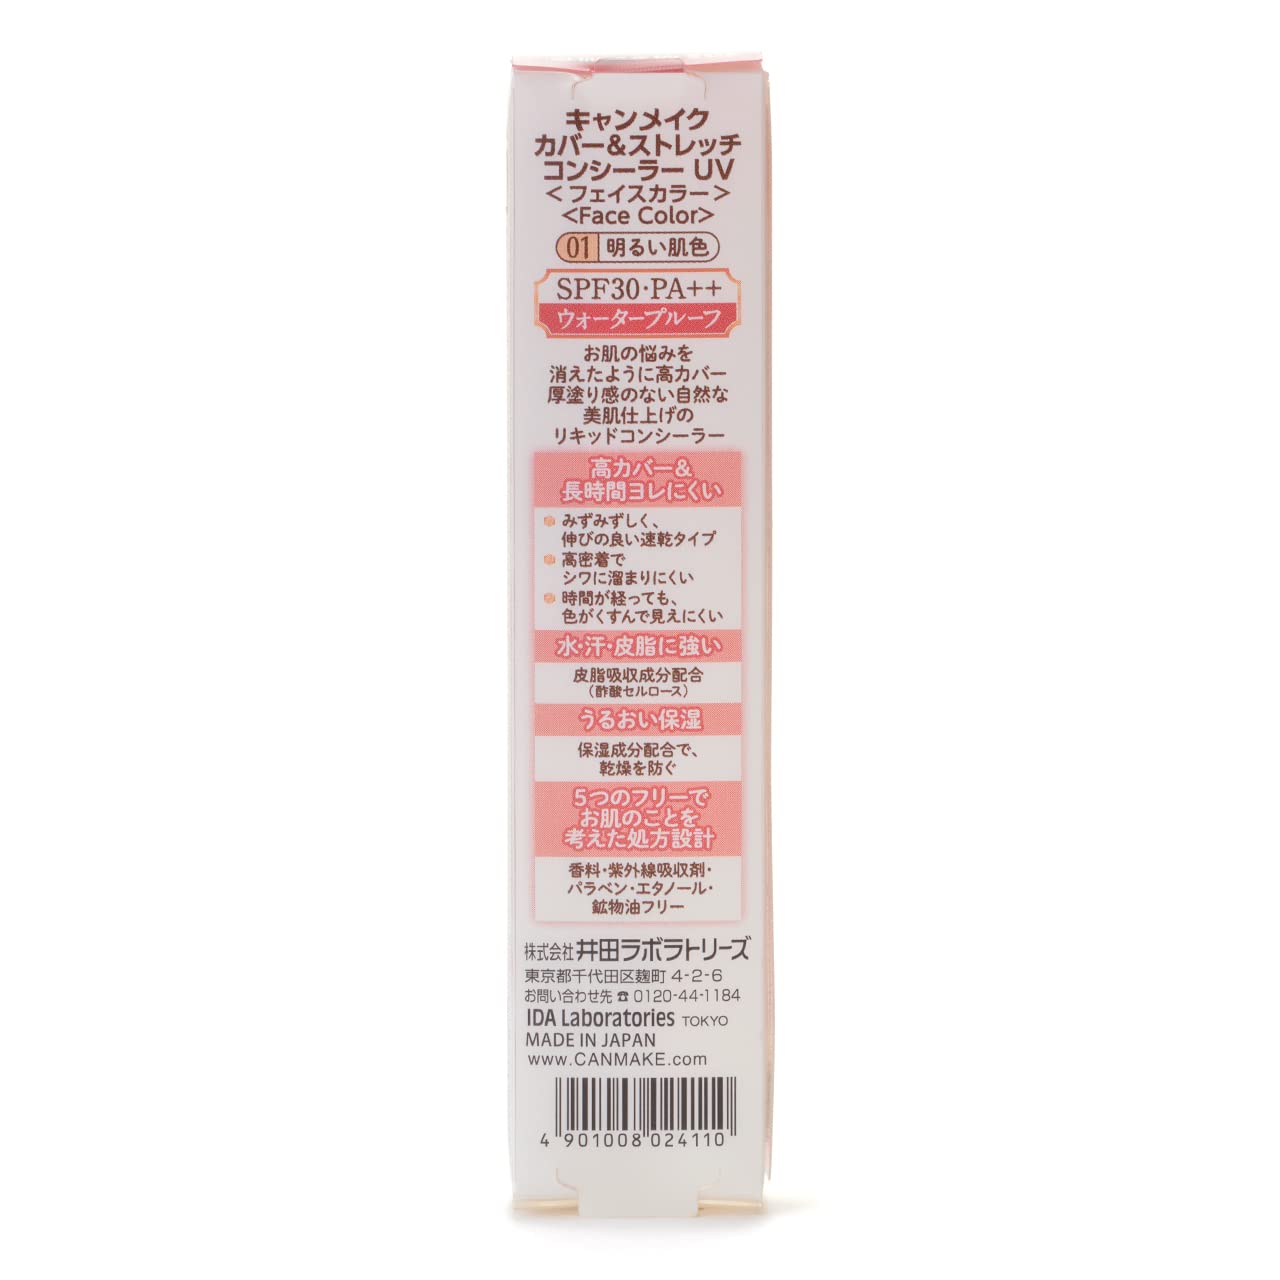 キャンメイク
カバー&ストレッチ
コンシーラー UV
<フェイスカラー>
<Face Color>
01 明るい肌色
SPF30・PA++
ウォータープルーフ
お肌の悩みを
消えたように高カバー
厚塗り感のない自然な
美肌仕上げの
リキッドコンシーラー
高カバー&
長時間ヨレにくい
みずみずしく、
伸びの良い速乾タイプ
高密着で
シワに溜まりにくい
時間が経っても、
色がくすんで見えにくい
水・汗・皮脂に強い
皮脂吸収成分配合
(酢酸セルロース)
うるおい保湿
保湿成分配合で、
乾燥を防ぐ
5つのフリーで
お肌のことを
考えた処方設計
香料・紫外線吸収剤・
パラベン・エタノール・
鉱物油フリー
株式会社 井田ラボラトリーズ
東京都千代田区麹町 4-2-6
お問い合わせ先 ☎ 0120-44-1184
IDA Laboratories TOKYO
MADE IN JAPAN
www.CANMAKE.com
4 901008 024110